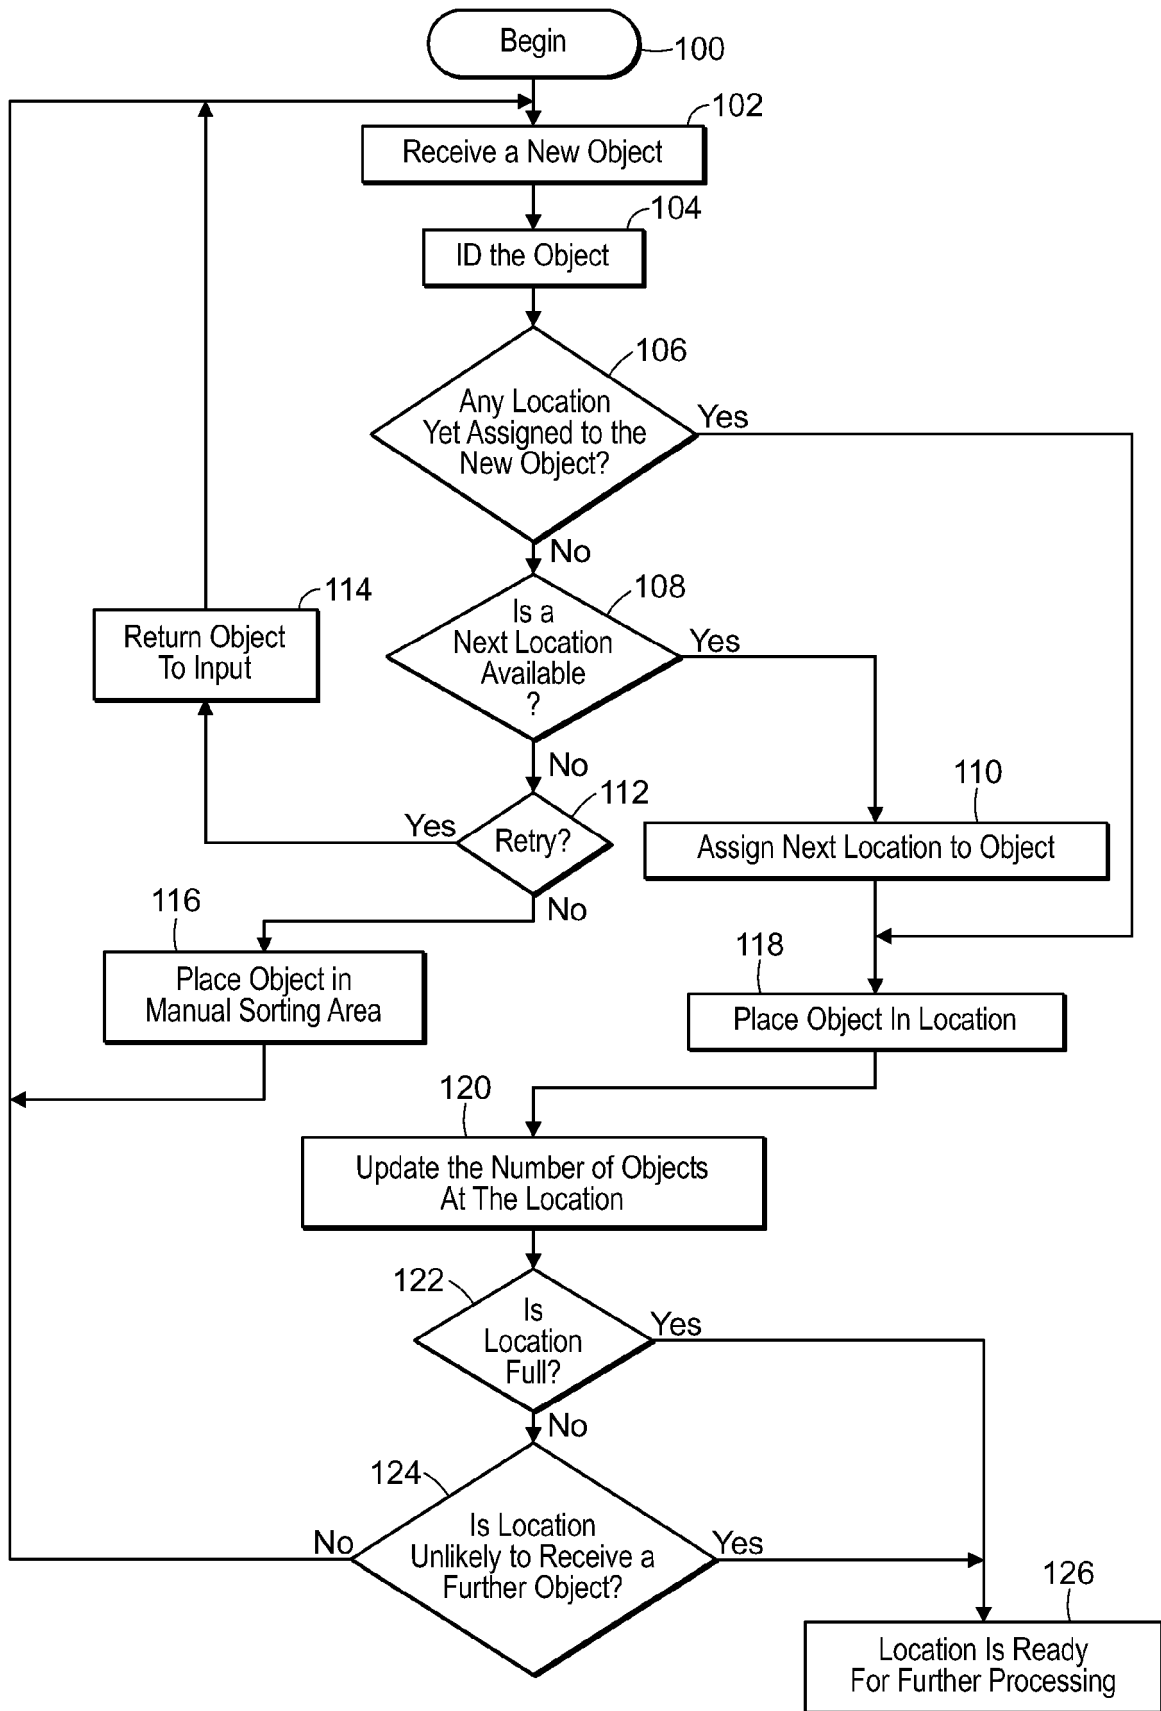 Begin
100
102
Receive a New Object
104
ID the Object
106
Any Location
Yet Assigned to the
New Object?
Yes
No
108
Is a
Next Location
Available
?
Yes
114
Return Object
To Input
No
112
Retry?
Yes
110
Assign Next Location to Object
No
116
Place Object in
Manual Sorting Area
118
Place Object In Location
120
Update the Number of Objects
At The Location
122
Is
Location
Full?
Yes
No
124
Is Location
Unlikely to Receive a
Further Object?
No
Yes
126
Location Is Ready
For Further Processing